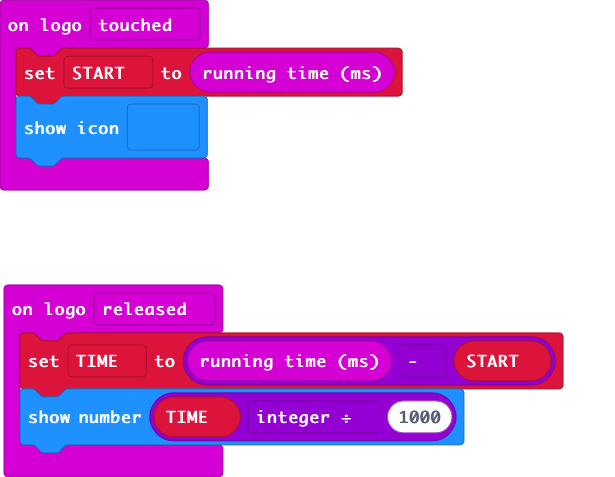 on logo touched
set START to running time (ms)
show icon
on logo released
set TIME to running time (ms) - START
show number TIME integer ÷ 1000